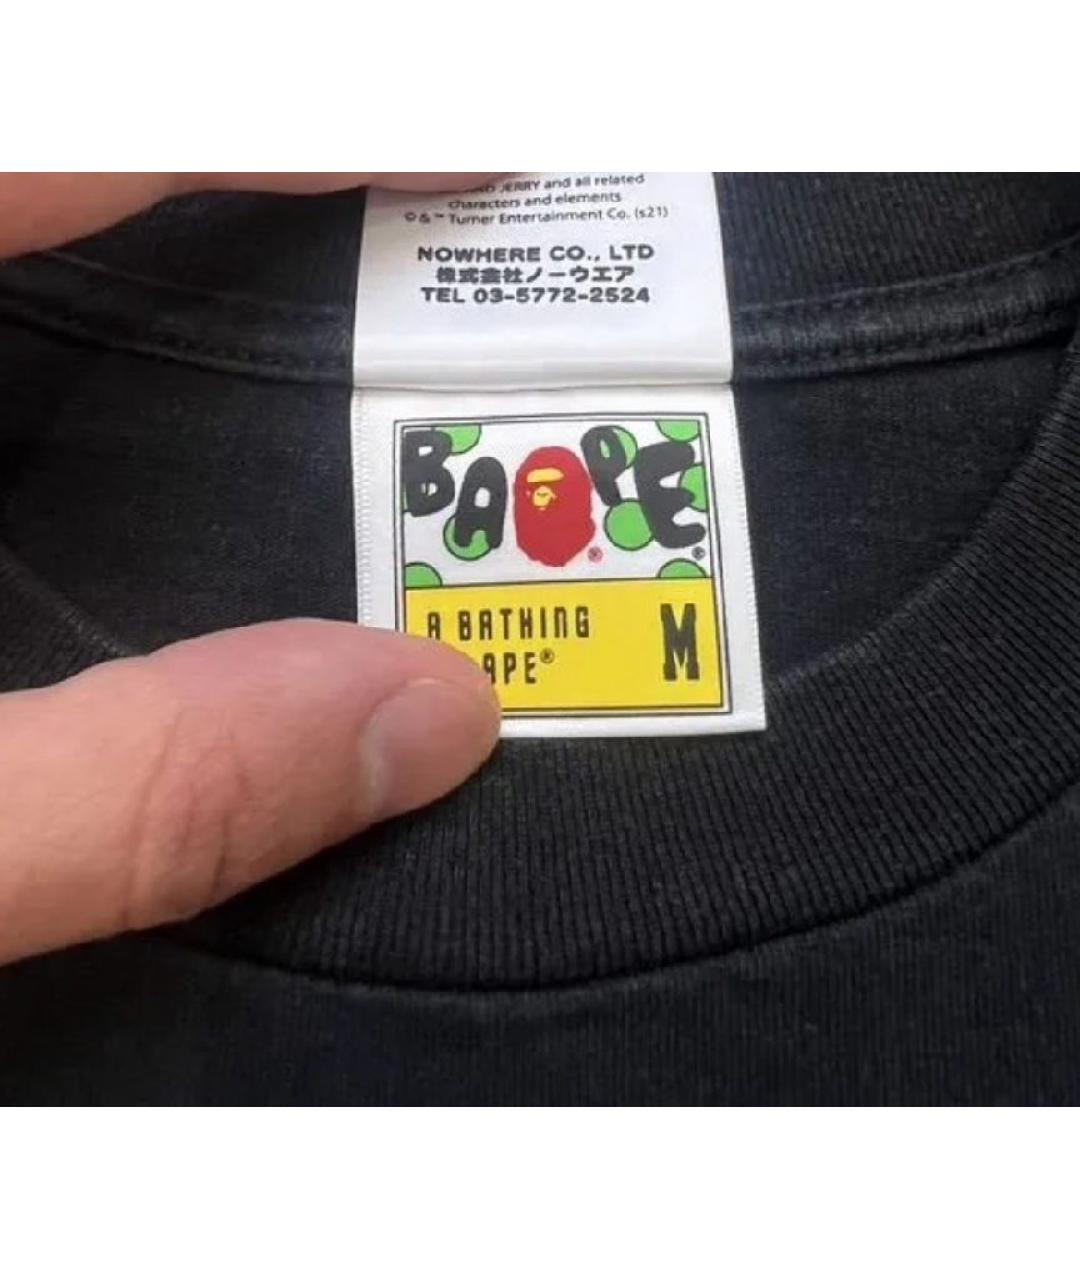 JERRY and all related
characters and elements
© & ™ Turner Entertainment Co. (s21)
NOWHERE CO., LTD
株式会社ノーウエア
TEL 03-5772-2524
BAPE®
A BATHING
APE®
M